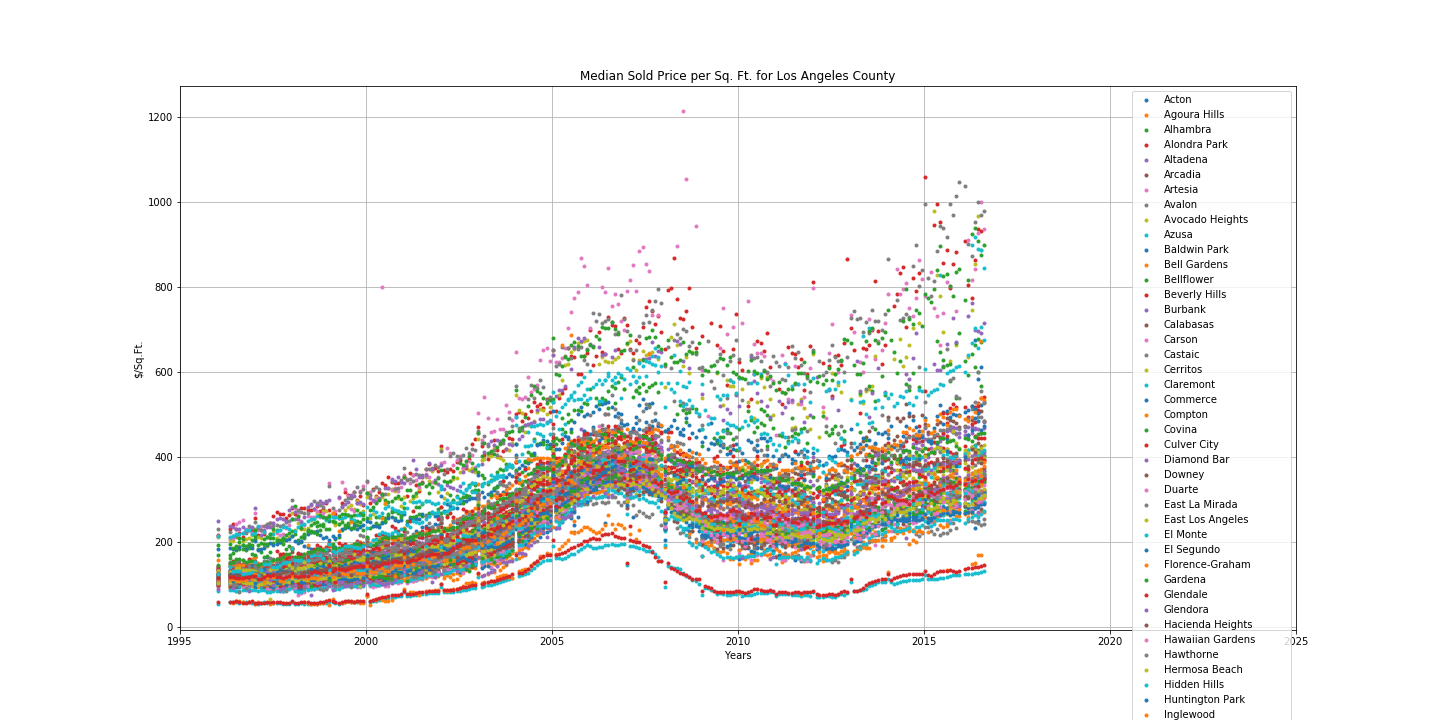 Median Sold Price per Sq. Ft. for Los Angeles County
1200
1000
800
600
400
200
0
$/Sq.Ft.
1995
2000
2005
2010
2015
2020
2025
Years
Acton
Agoura Hills
Alhambra
Alondra Park
Altadena
Arcadia
Artesia
Avalon
Avocado Heights
Azusa
Baldwin Park
Bell Gardens
Bellflower
Beverly Hills
Burbank
Calabasas
Carson
Castaic
Cerritos
Claremont
Commerce
Compton
Covina
Culver City
Diamond Bar
Downey
Duarte
East La Mirada
East Los Angeles
El Monte
El Segundo
Florence-Graham
Gardena
Glendale
Glendora
Hacienda Heights
Hawaiian Gardens
Hawthorne
Hermosa Beach
Hidden Hills
Huntington Park
Inglewood